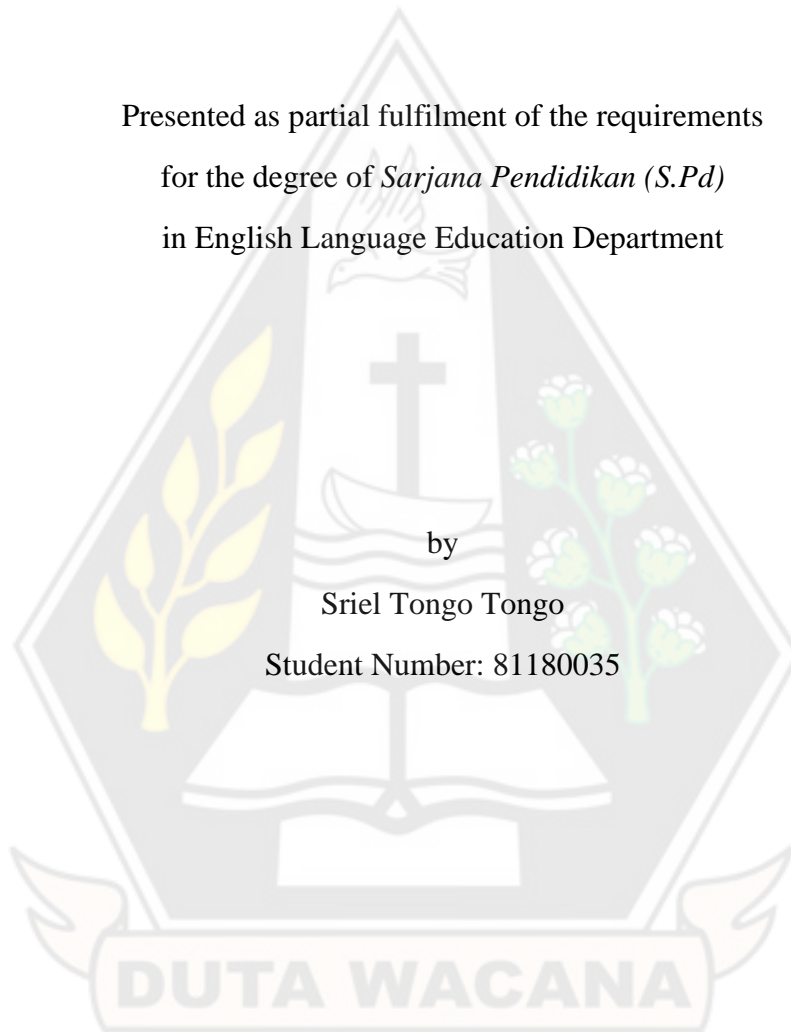 Presented as partial fulfilment of the requirements
for the degree of Sarjana Pendidikan (S.Pd)
in English Language Education Department
by
Sriel Tongo Tongo
Student Number: 81180035
DUTA WACANA